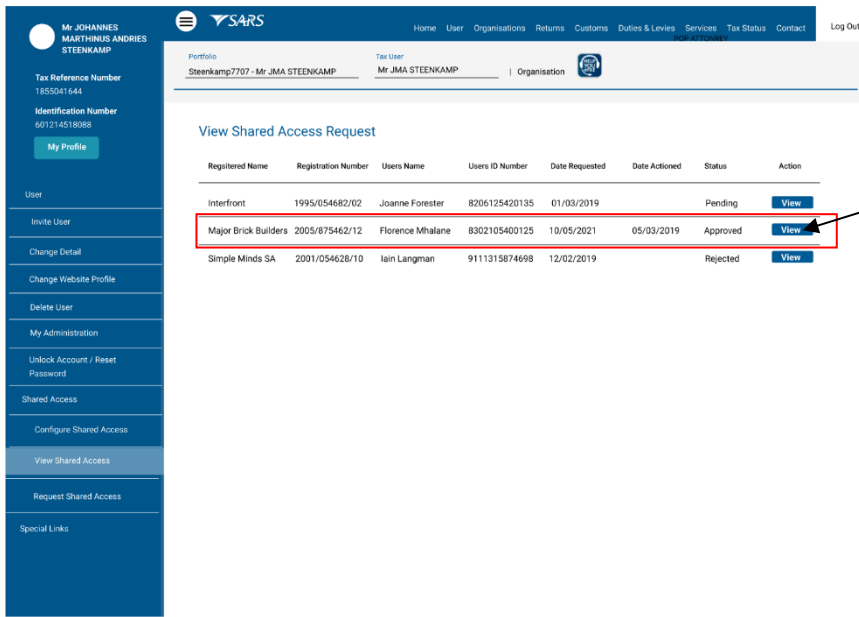 Mr JOHANNES
MARTHINUS ANDRIES
STEENKAMP
Tax Reference Number
1855041644
Identification Number
601214518088
My Profile
User
Invite User
Change Detail
Change Website Profile
Delete User
My Administration
Unlock Account / Reset
Password
Shared Access
Configure Shared Access
View Shared Access
Request Shared Access
Special Links
SARS
Home User Organisations Returns Customs Duties & Levies Services Tax Status Contact Log Out
POP ATTONREY
Portfolio Tax User
Steenkamp7707 - Mr JMA STEENKAMP Mr JMA STEENKAMP | Organisation HELP YOU
View Shared Access Request
Regsitered Name Registration Number Users Name Users ID Number Date Requested Date Actioned Status Action
Interfront 1995/054682/02 Joanne Forester 8206125420135 01/03/2019 Pending View
Major Brick Builders 2005/875462/12 Florence Mhalane 8302105400125 10/05/2021 05/03/2019 Approved View
Simple Minds SA 2001/054628/10 Iain Langman 9111315874698 12/02/2019 Rejected View